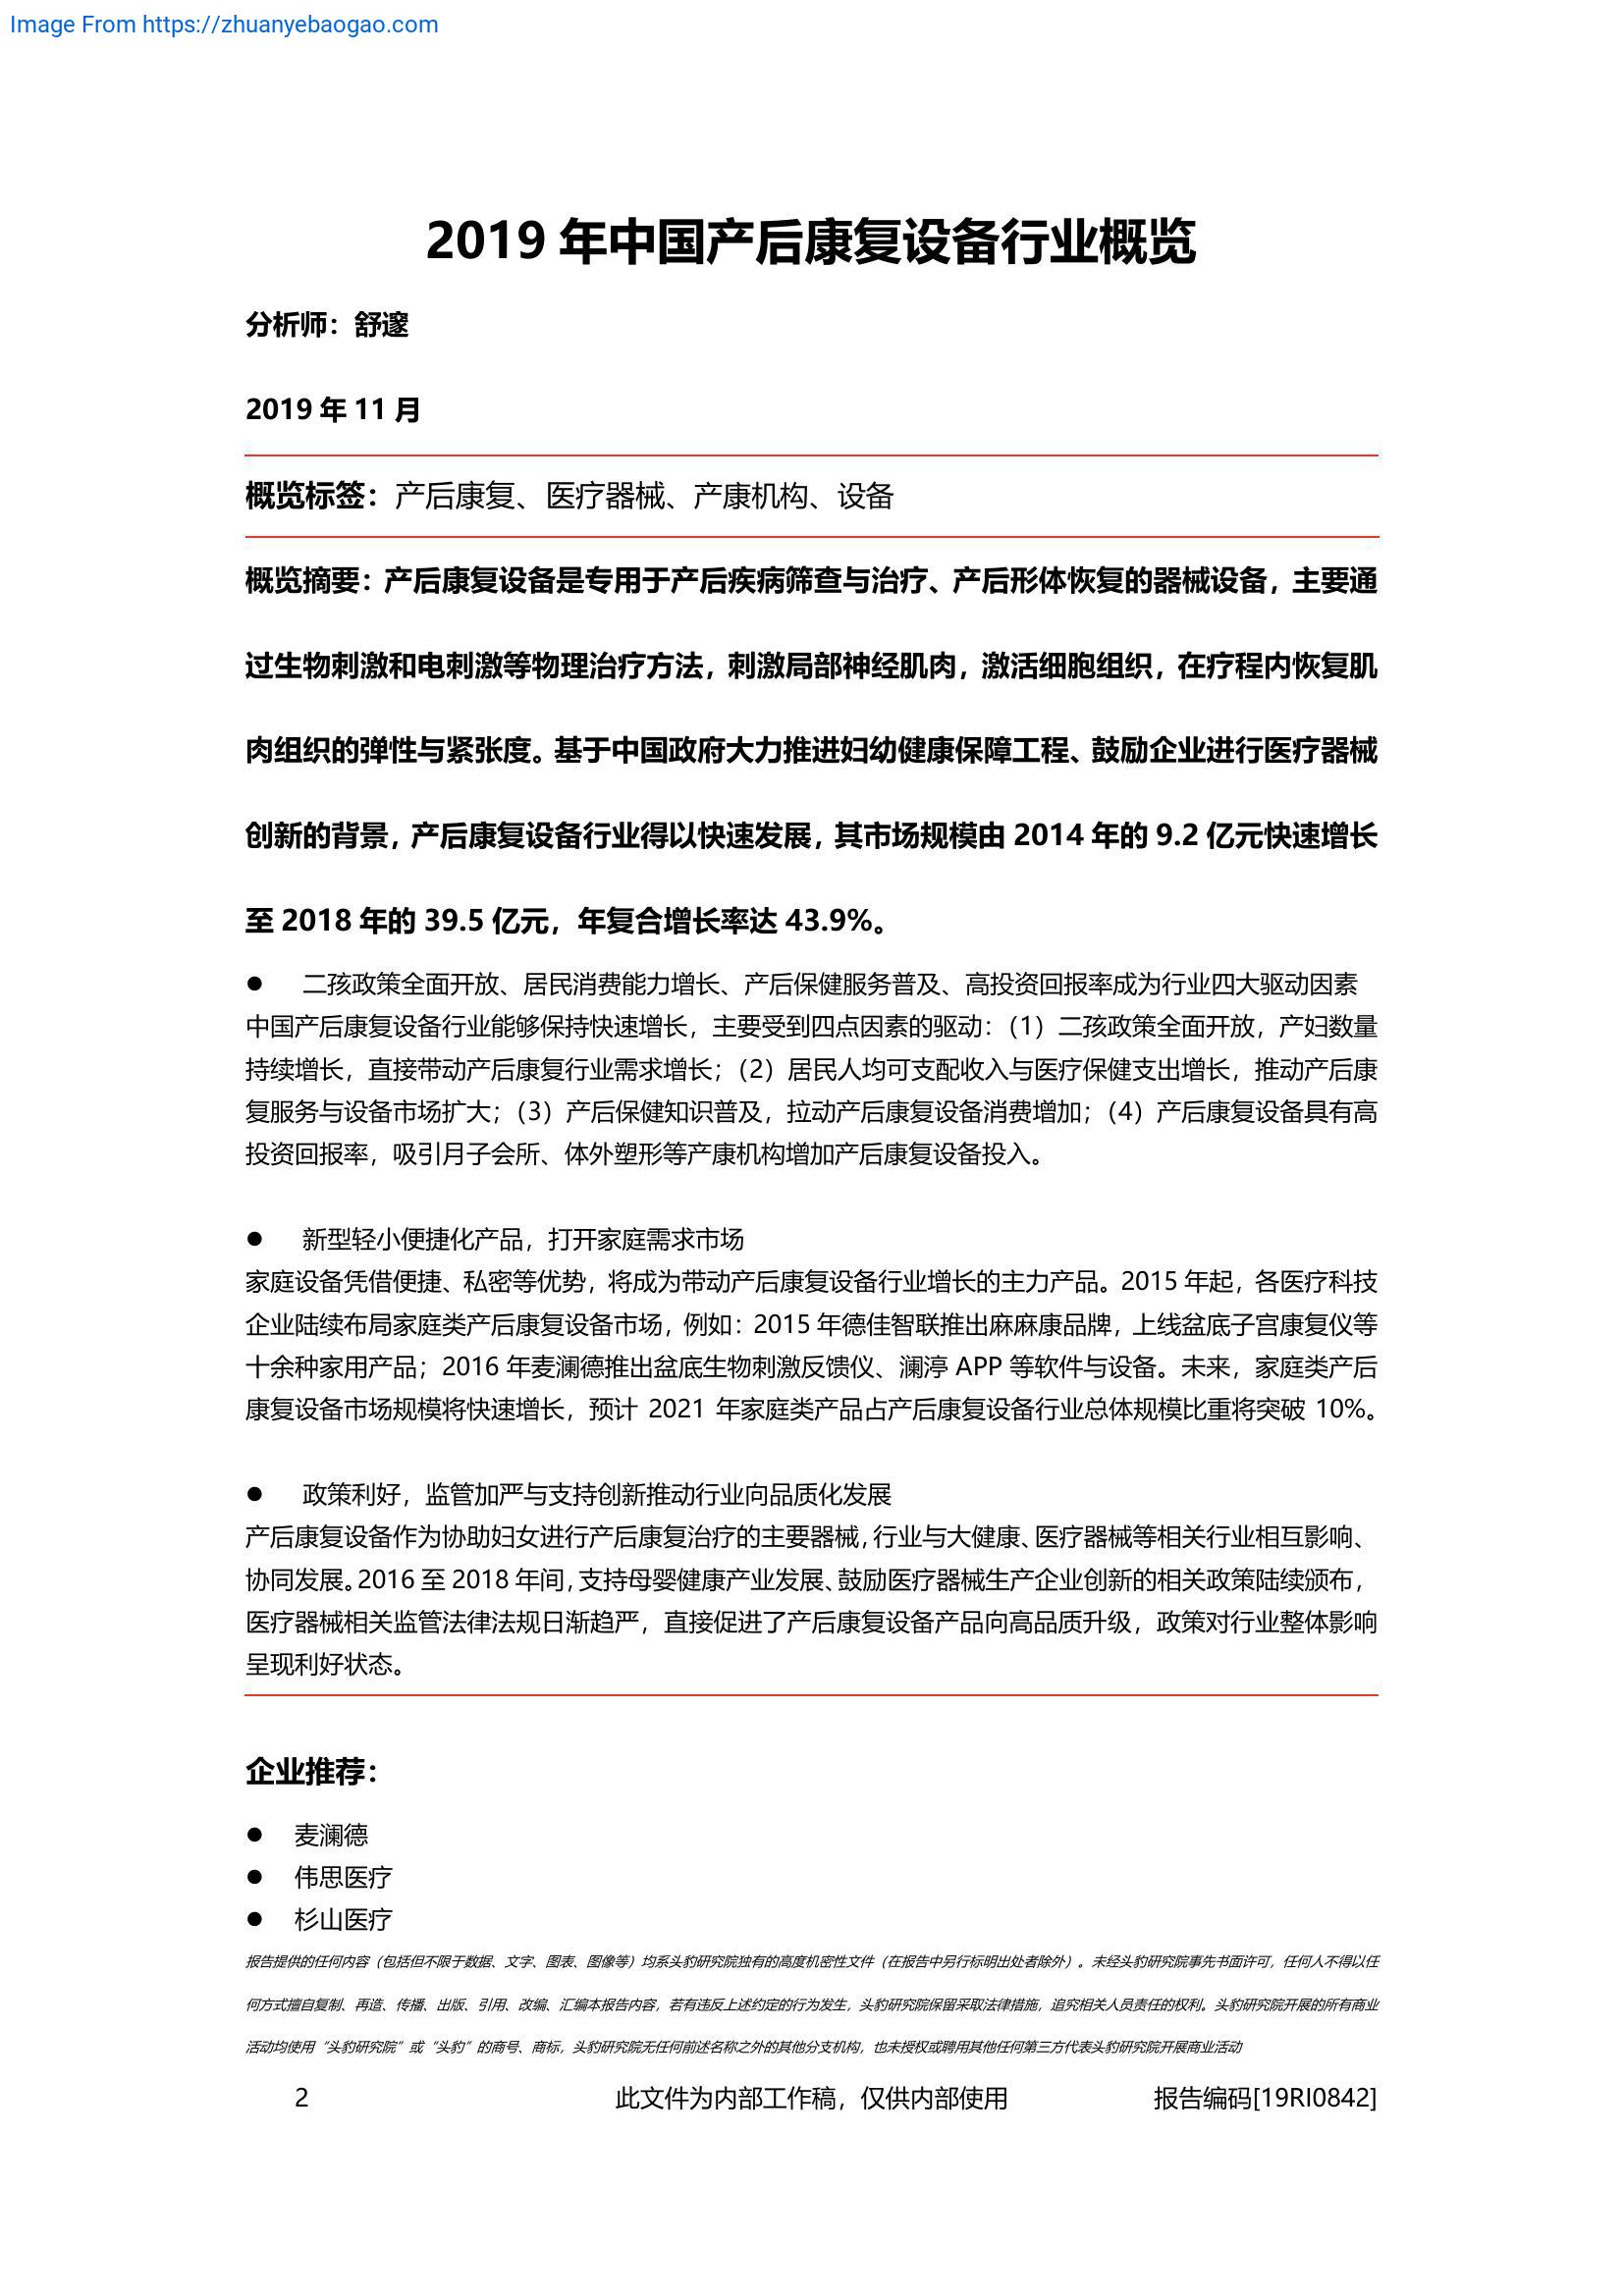 Image From https://zhuanyebaogao.com
2019 年中国产后康复设备行业概览
分析师：舒邃
2019 年 11 月
概览标签：产后康复、医疗器械、产康机构、设备
概览摘要：产后康复设备是专用于产后疾病筛查与治疗、产后形体恢复的器械设备，主要通
过生物刺激和电刺激等物理治疗方法，刺激局部神经肌肉，激活细胞组织，在疗程内恢复肌
肉组织的弹性与紧张度。基于中国政府大力推进妇幼健康保障工程、鼓励企业进行医疗器械
创新的背景，产后康复设备行业得以快速发展，其市场规模由 2014 年的 9.2 亿元快速增长
至 2018 年的 39.5 亿元，年复合增长率达 43.9%。
● 二孩政策全面开放、居民消费能力增长、产后保健服务普及、高投资回报率成为行业四大驱动因素
中国产后康复设备行业能够保持快速增长，主要受到四点因素的驱动：（1）二孩政策全面开放，产妇数量
持续增长，直接带动产后康复行业需求增长；（2）居民人均可支配收入与医疗保健支出增长，推动产后康
复服务与设备市场扩大；（3）产后保健知识普及，拉动产后康复设备消费增加；（4）产后康复设备具有高
投资回报率，吸引月子会所、体外塑形等产康机构增加产后康复设备投入。
● 新型轻小便捷化产品，打开家庭需求市场
家庭设备凭借便捷、私密等优势，将成为带动产后康复设备行业增长的主力产品。2015 年起，各医疗科技
企业陆续布局家庭类产后康复设备市场，例如：2015 年德佳智联推出麻麻康品牌，上线盆底子宫康复仪等
十余种家用产品；2016 年麦澜德推出盆底生物刺激反馈仪、澜渟 APP 等软件与设备。未来，家庭类产后
康复设备市场规模将快速增长，预计 2021 年家庭类产品占产后康复设备行业总体规模比重将突破 10%。
● 政策利好，监管加严与支持创新推动行业向品质化发展
产后康复设备作为协助妇女进行产后康复治疗的主要器械，行业与大健康、医疗器械等相关行业相互影响、
协同发展。2016 至 2018 年间，支持母婴健康产业发展、鼓励医疗器械生产企业创新的相关政策陆续颁布，
医疗器械相关监管法律法规日渐趋严，直接促进了产后康复设备产品向高品质升级，政策对行业整体影响
呈现利好状态。
企业推荐：
● 麦澜德
● 伟思医疗
● 杉山医疗
报告提供的任何内容（包括但不限于数据、文字、图表、图像等）均系头豹研究院独有的高度机密性文件（在报告中另行标明出处者除外）。未经头豹研究院事先书面许可，任何人不得以任
何方式擅自复制、再造、传播、出版、引用、改编、汇编本报告内容，若有违反上述约定的行为发生，头豹研究院保留采取法律措施，追究相关人员责任的权利。头豹研究院开展的所有商业
活动均使用“头豹研究院”或“头豹”的商号、商标，头豹研究院无任何前述名称之外的其他分支机构，也未授权或聘用其他任何第三方代表头豹研究院开展商业活动
2 此文件为内部工作稿，仅供内部使用 报告编码[19RI0842]